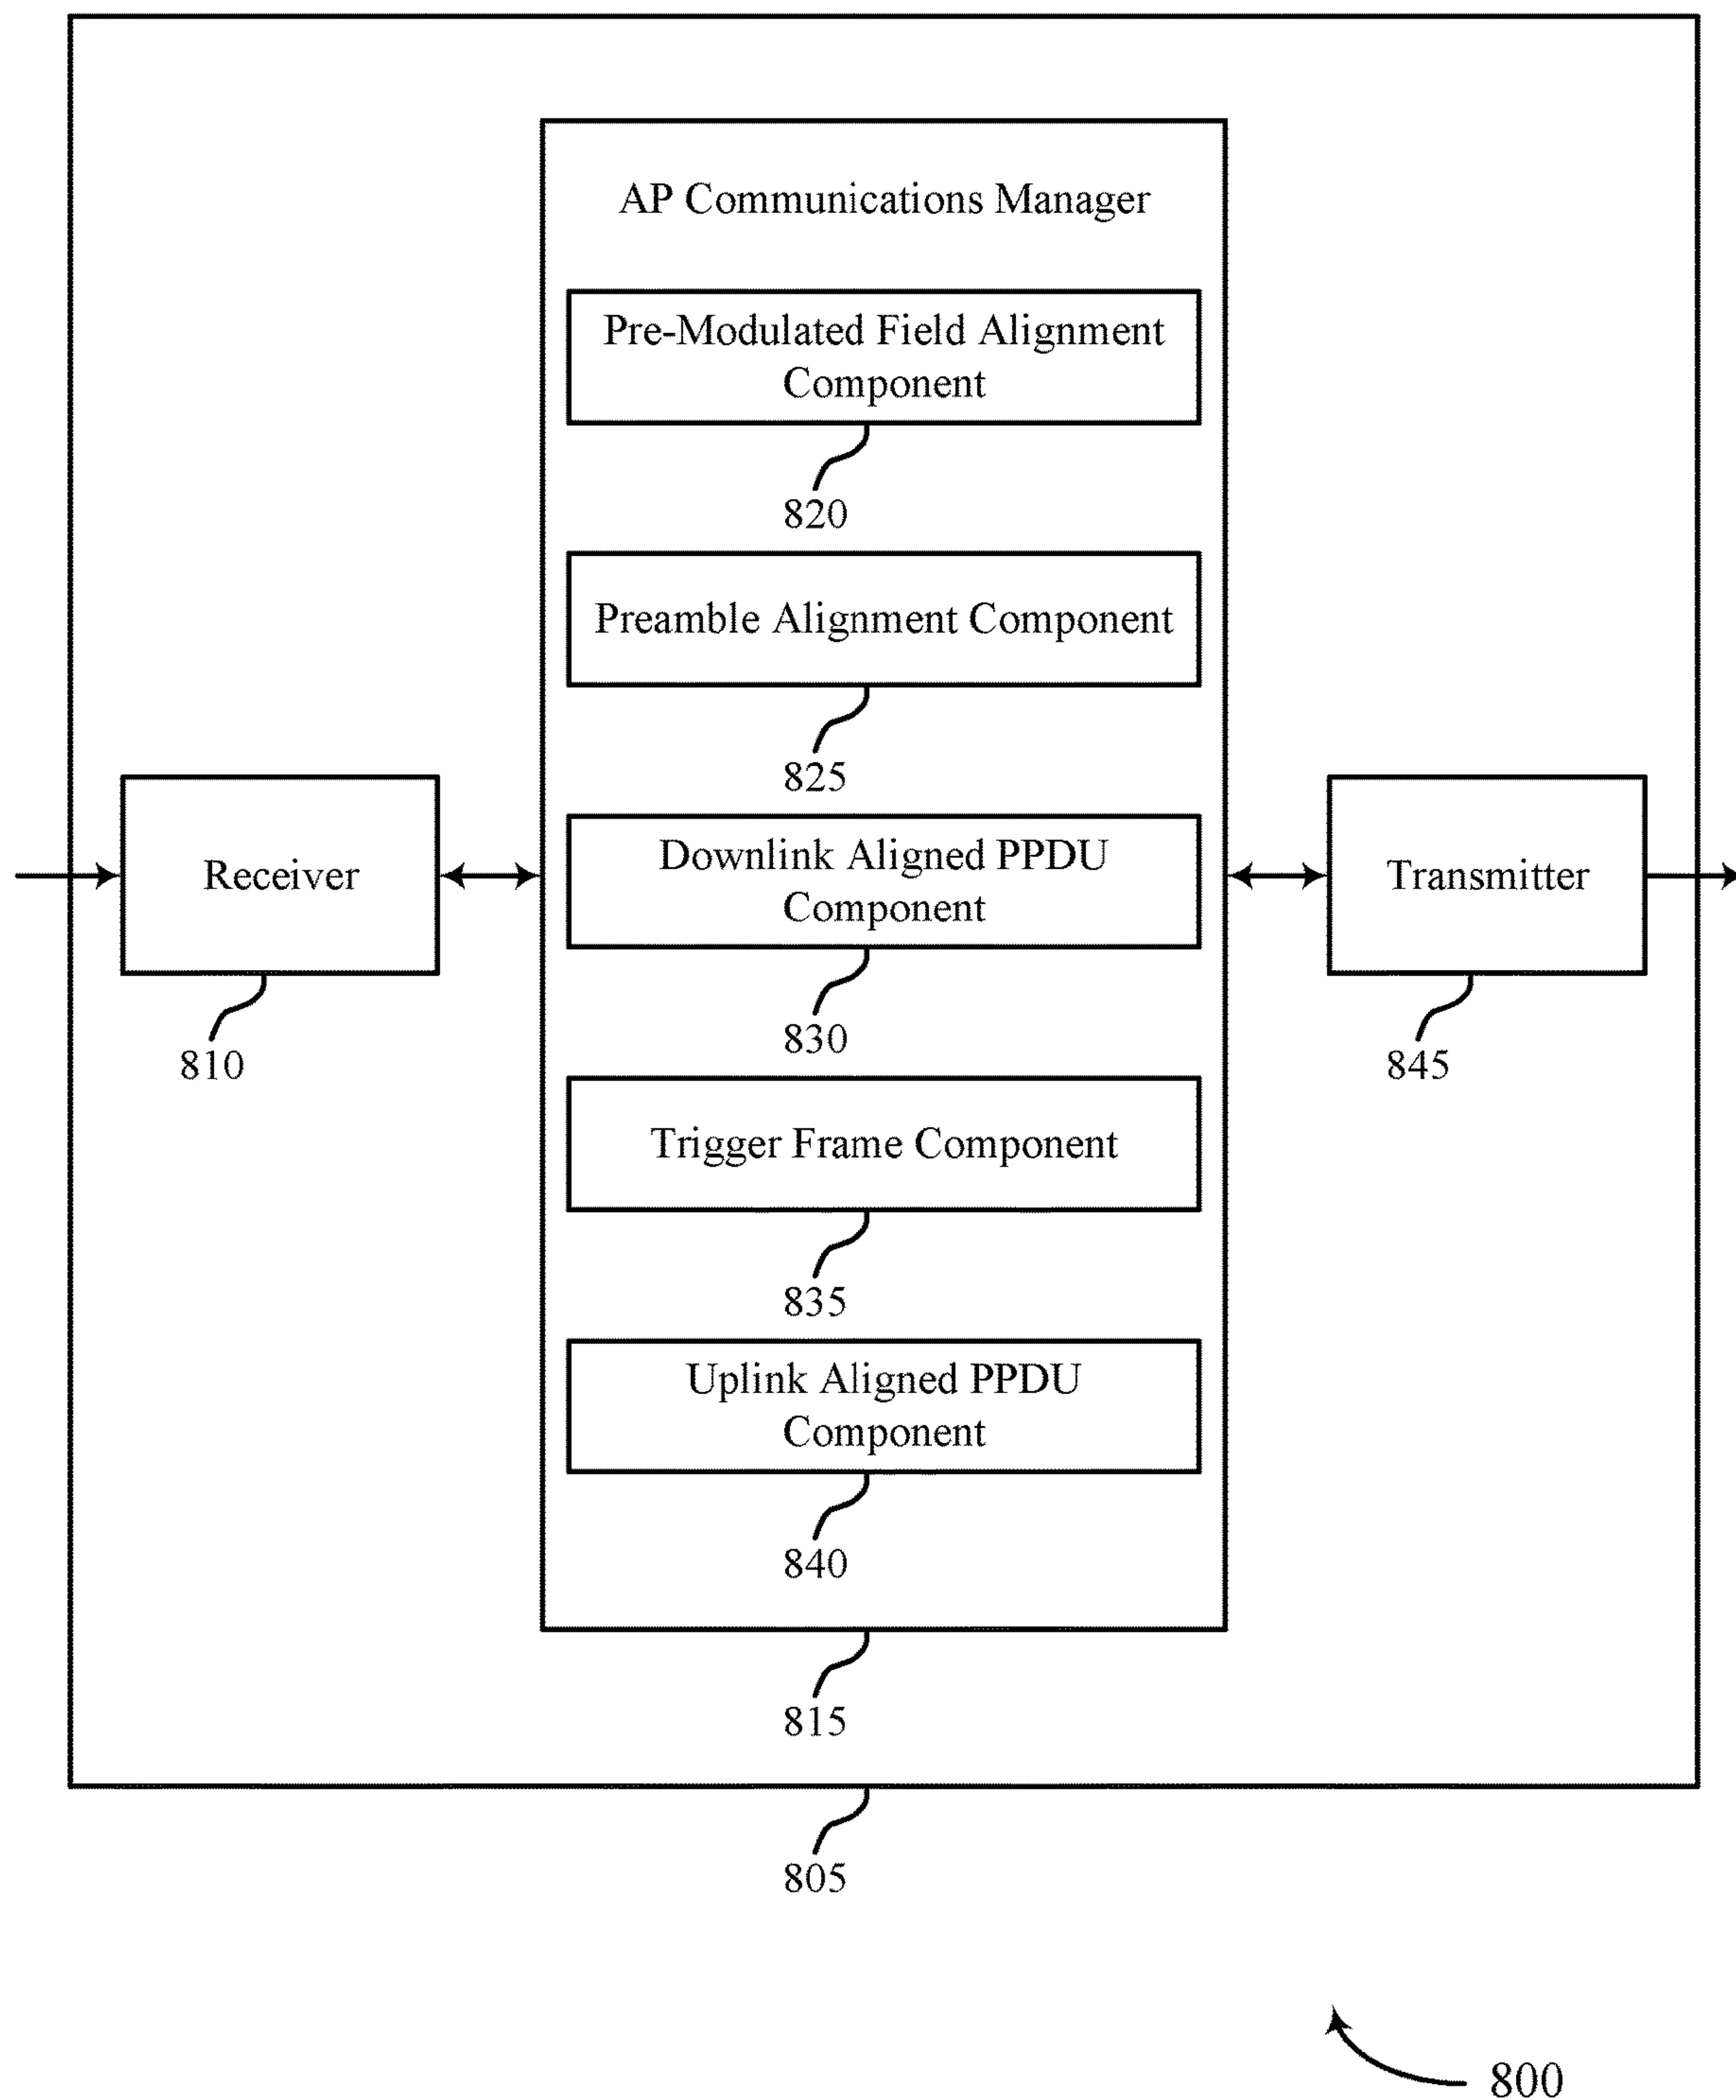 AP Communications Manager
Pre-Modulated Field Alignment
Component
820
Preamble Alignment Component
825
Receiver
810
Downlink Aligned PPDU
Component
830
Transmitter
845
Trigger Frame Component
835
Uplink Aligned PPDU
Component
840
815
805
800